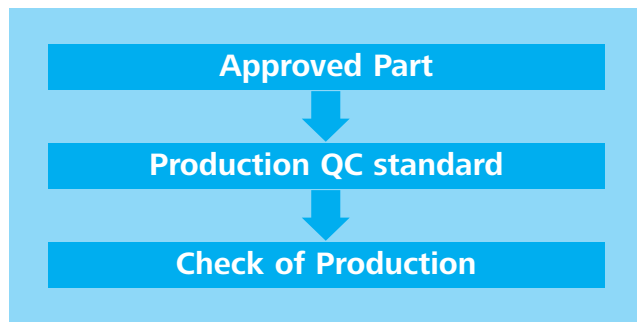 Approved Part
Production QC standard
Check of Production